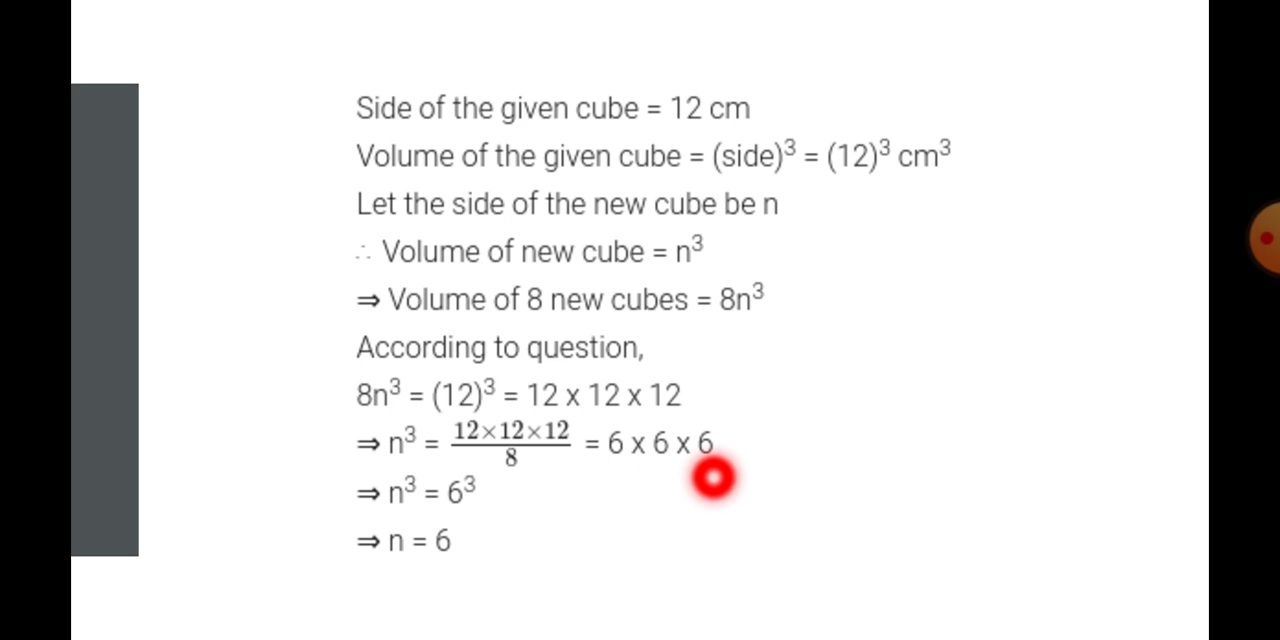 Side of the given cube = 12 cm
Volume of the given cube = (side)³ = (12)³ cm³
Let the side of the new cube be n
∴ Volume of new cube = n³
⇒ Volume of 8 new cubes = 8n³
According to question,
8n³ = (12)³ = 12 x 12 x 12
⇒ n³ = 12×12×12/8 = 6 x 6 x 6
⇒ n³ = 6³
⇒ n = 6